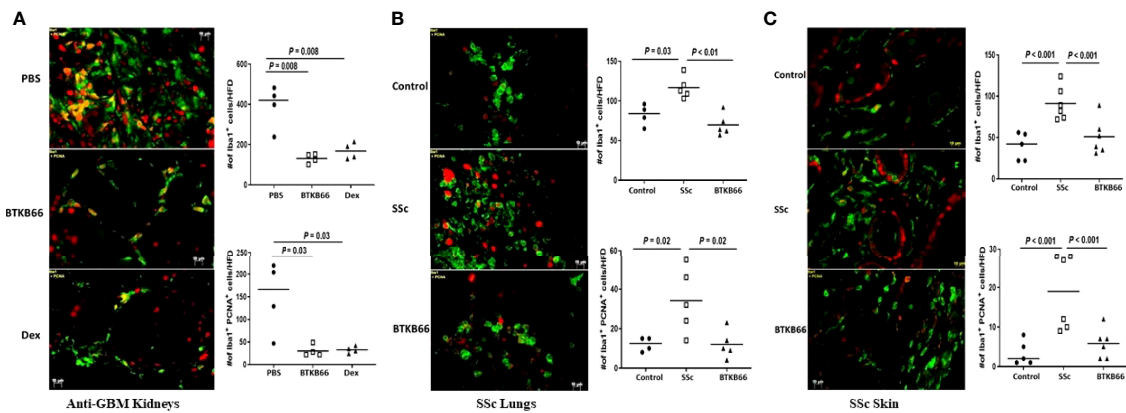 A
PBS
BTKB66
Dex
Iba1
+ PCNA
Anti-GBM Kidneys
P = 0.008
P = 0.008
#of Iba1+ cells/HFD
600
400
200
0
PBS BTKB66 Dex
P = 0.03
P = 0.03
#of Iba1+ PCNA+ cells/HFD
250
200
150
100
50
0
PBS BTKB66 Dex
B
Control
SSc
BTKB66
SSc Lungs
P = 0.03 P < 0.01
#of Iba1+ cells/HFD
200
150
100
50
0
Control SSc BTKB66
P = 0.02 P = 0.02
#of Iba1+ PCNA+ cells/HFD
60
40
20
0
Control SSc BTKB66
C
Control
SSc
BTKB66
SSc Skin
P < 0.001 P < 0.001
#of Iba1+ cells/HFD
150
100
50
0
Control SSc BTKB66
P < 0.001 P < 0.001
#of Iba1+ PCNA+ cells/HFD
30
20
10
0
Control SSc BTKB66